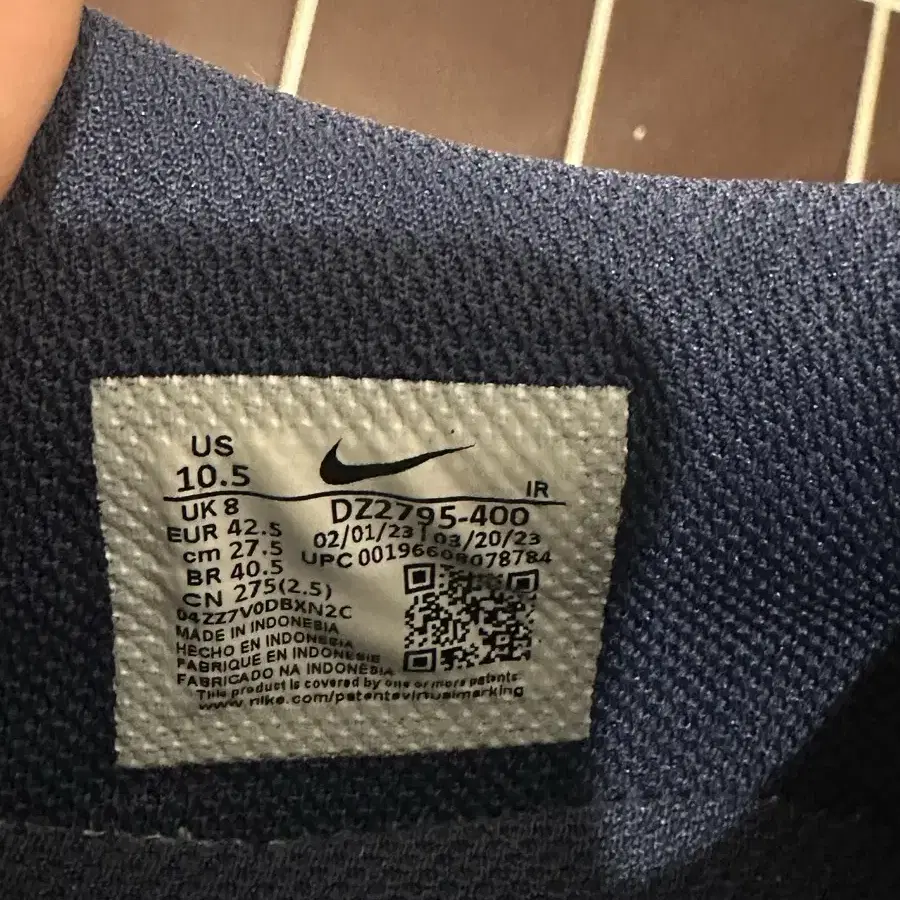 US
10.5
IR
UK 8
DZ2795-400
EUR 42.5
02/01/23 03/20/23
cm 27.5
UPC
BR 40.5
CN 275(2.5)
04ZZ7V0DBXN2C
MADE IN INDONESIA
HECHO EN INDONESIA
FABRIQUE EN INDONESIE
FABRICADO NA INDONESIA
This product is covered by one or more patents
www.nike.com/patentsvirtualmarking